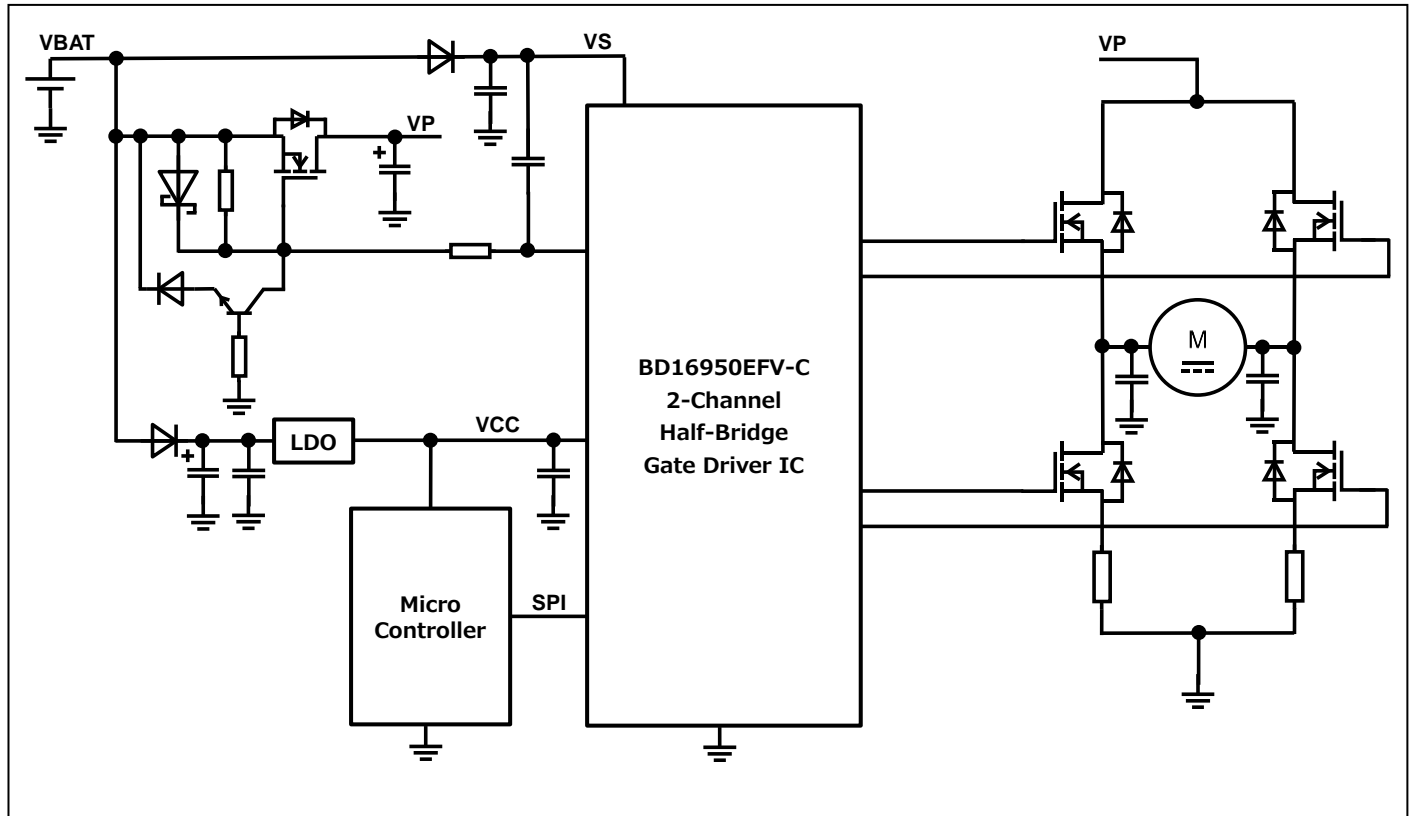 VBAT
VS
VP
VP
BD16950EFV-C
2-Channel
Half-Bridge
Gate Driver IC
M
LDO
VCC
Micro
Controller
SPI